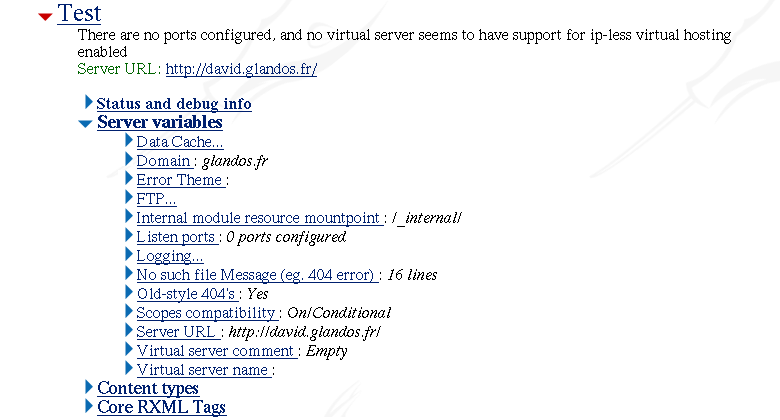 Test
There are no ports configured, and no virtual server seems to have support for ip-less virtual hosting
enabled
Server URL: http://david.glandos.fr/
Status and debug info
Server variables
Data Cache...
Domain : glandos.fr
Error Theme :
FTP...
Internal module resource mountpoint : /_internal/
Listen ports : 0 ports configured
Logging...
No such file Message (eg. 404 error) : 16 lines
Old-style 404's : Yes
Scopes compatibility : On/Conditional
Server URL : http://david.glandos.fr/
Virtual server comment : Empty
Virtual server name :
Content types
Core RXML Tags